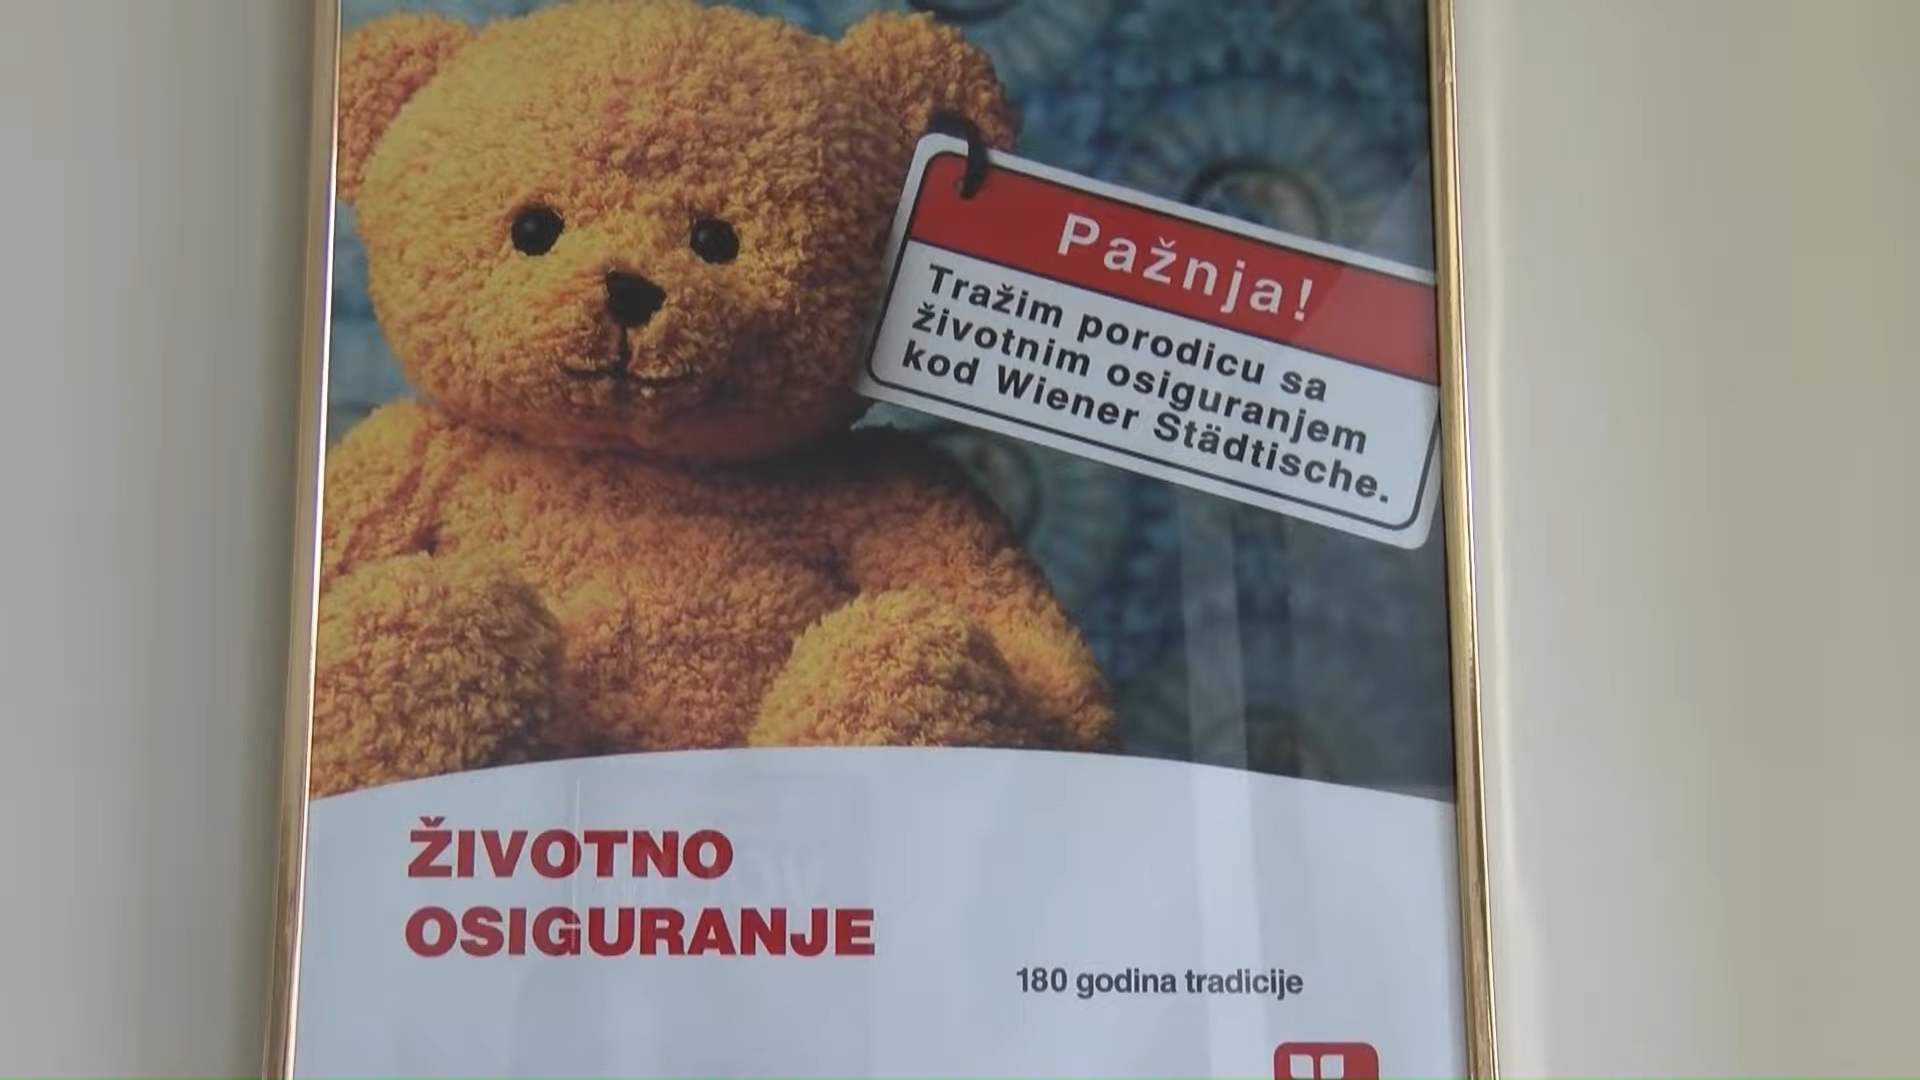 Pažnja!
Tražim porodicu sa
životnim osiguranjem
kod Wiener Städtische.
ŽIVOTNO
OSIGURANJE
180 godina tradicije